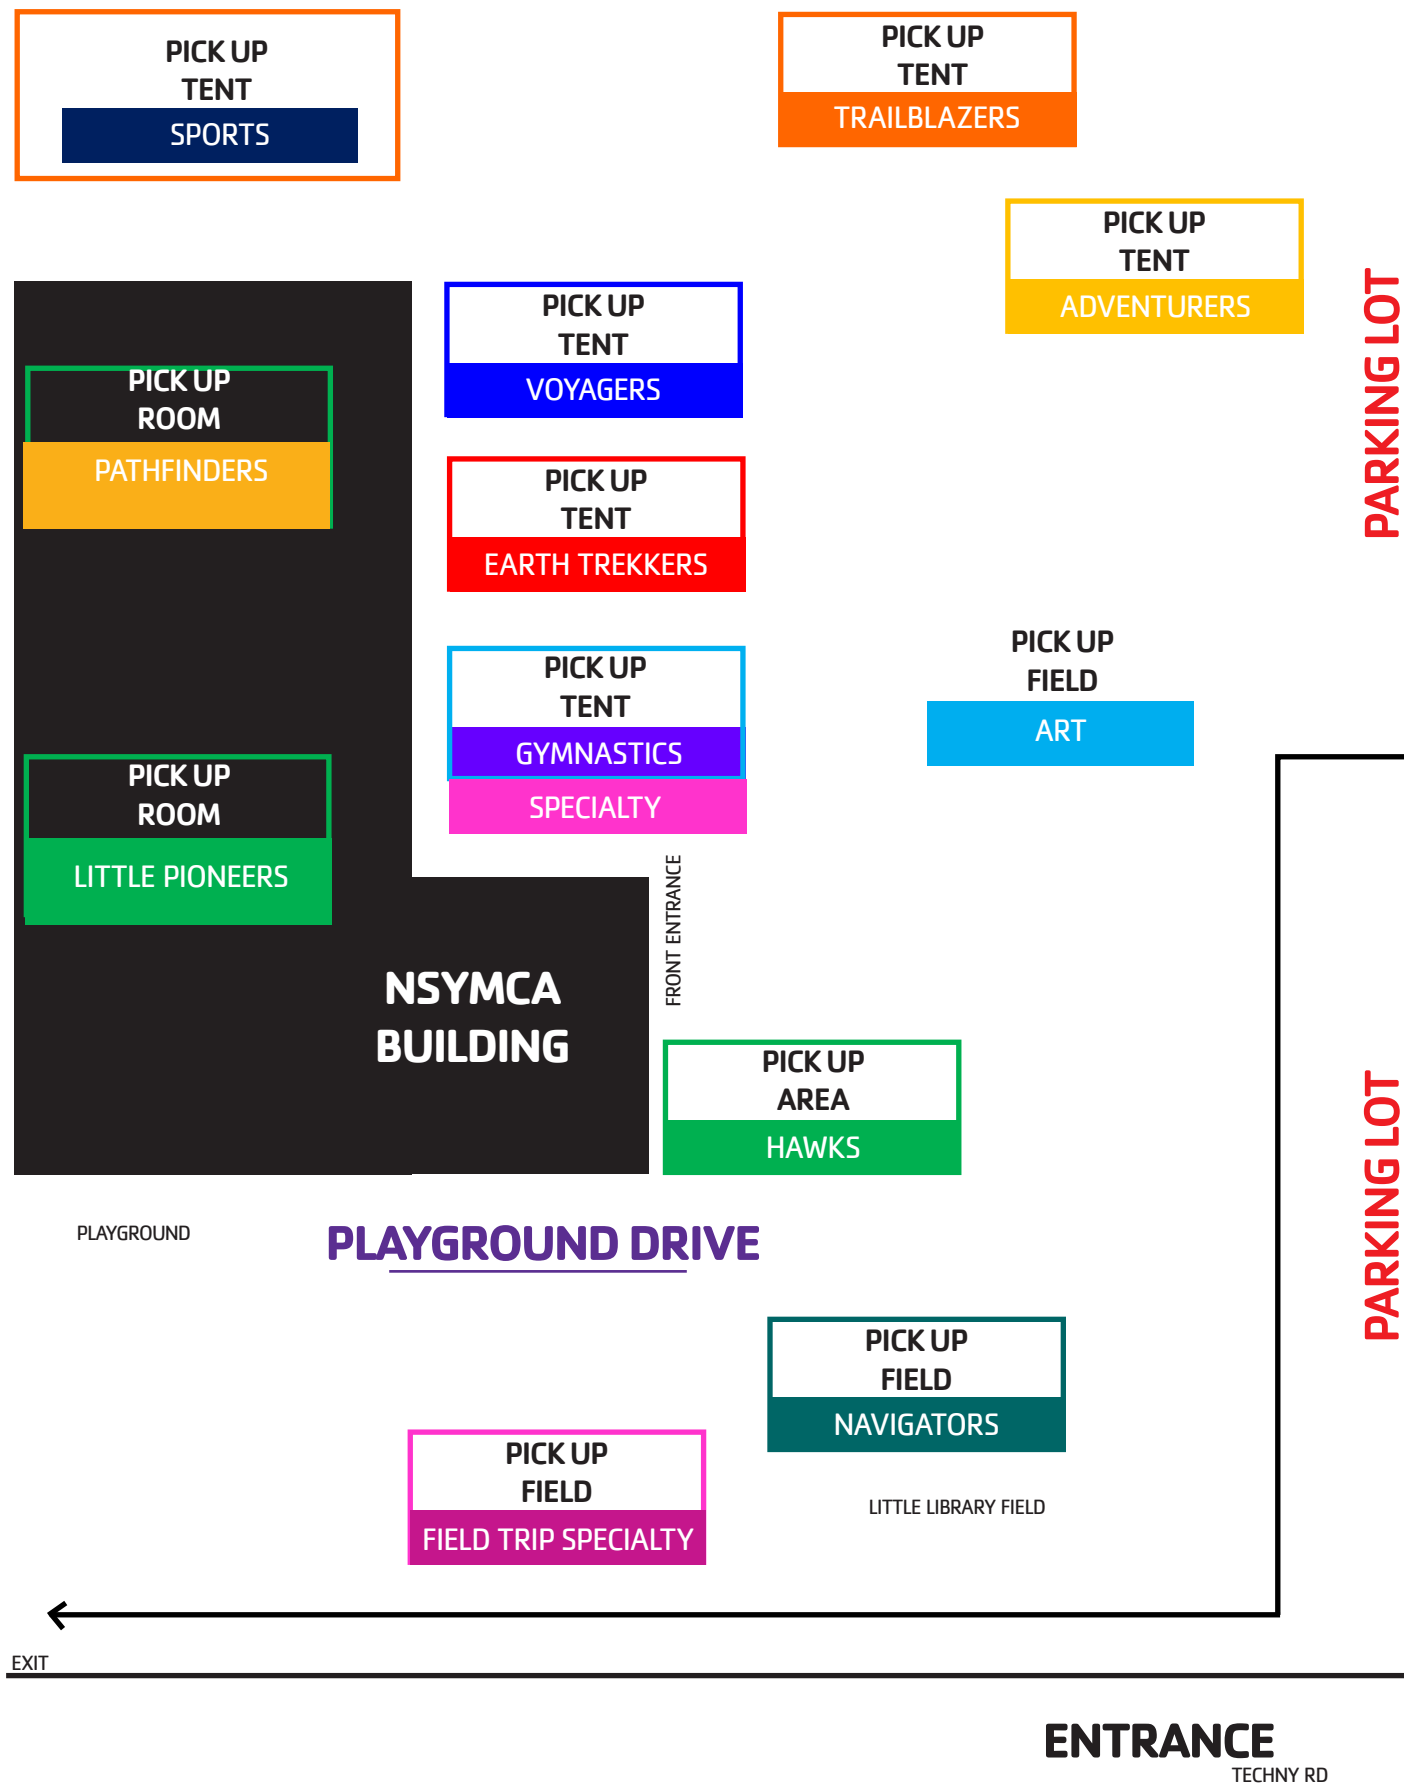 PICK UP
TENT
SPORTS
PICK UP
TENT
TRAILBLAZERS
PICK UP
TENT
ADVENTURERS
PARKING LOT
PICK UP
TENT
VOYAGERS
PICK UP
ROOM
PATHFINDERS
PICK UP
TENT
EARTH TREKKERS
PICK UP
FIELD
ART
PICK UP
TENT
GYMNASTICS
SPECIALTY
PICK UP
ROOM
LITTLE PIONEERS
FRONT ENTRANCE
NSYMCA
BUILDING
PICK UP
AREA
HAWKS
PARKING LOT
PLAYGROUND
PLAYGROUND DRIVE
PICK UP
FIELD
NAVIGATORS
PICK UP
FIELD
FIELD TRIP SPECIALTY
LITTLE LIBRARY FIELD
EXIT
ENTRANCE
TECHNY RD